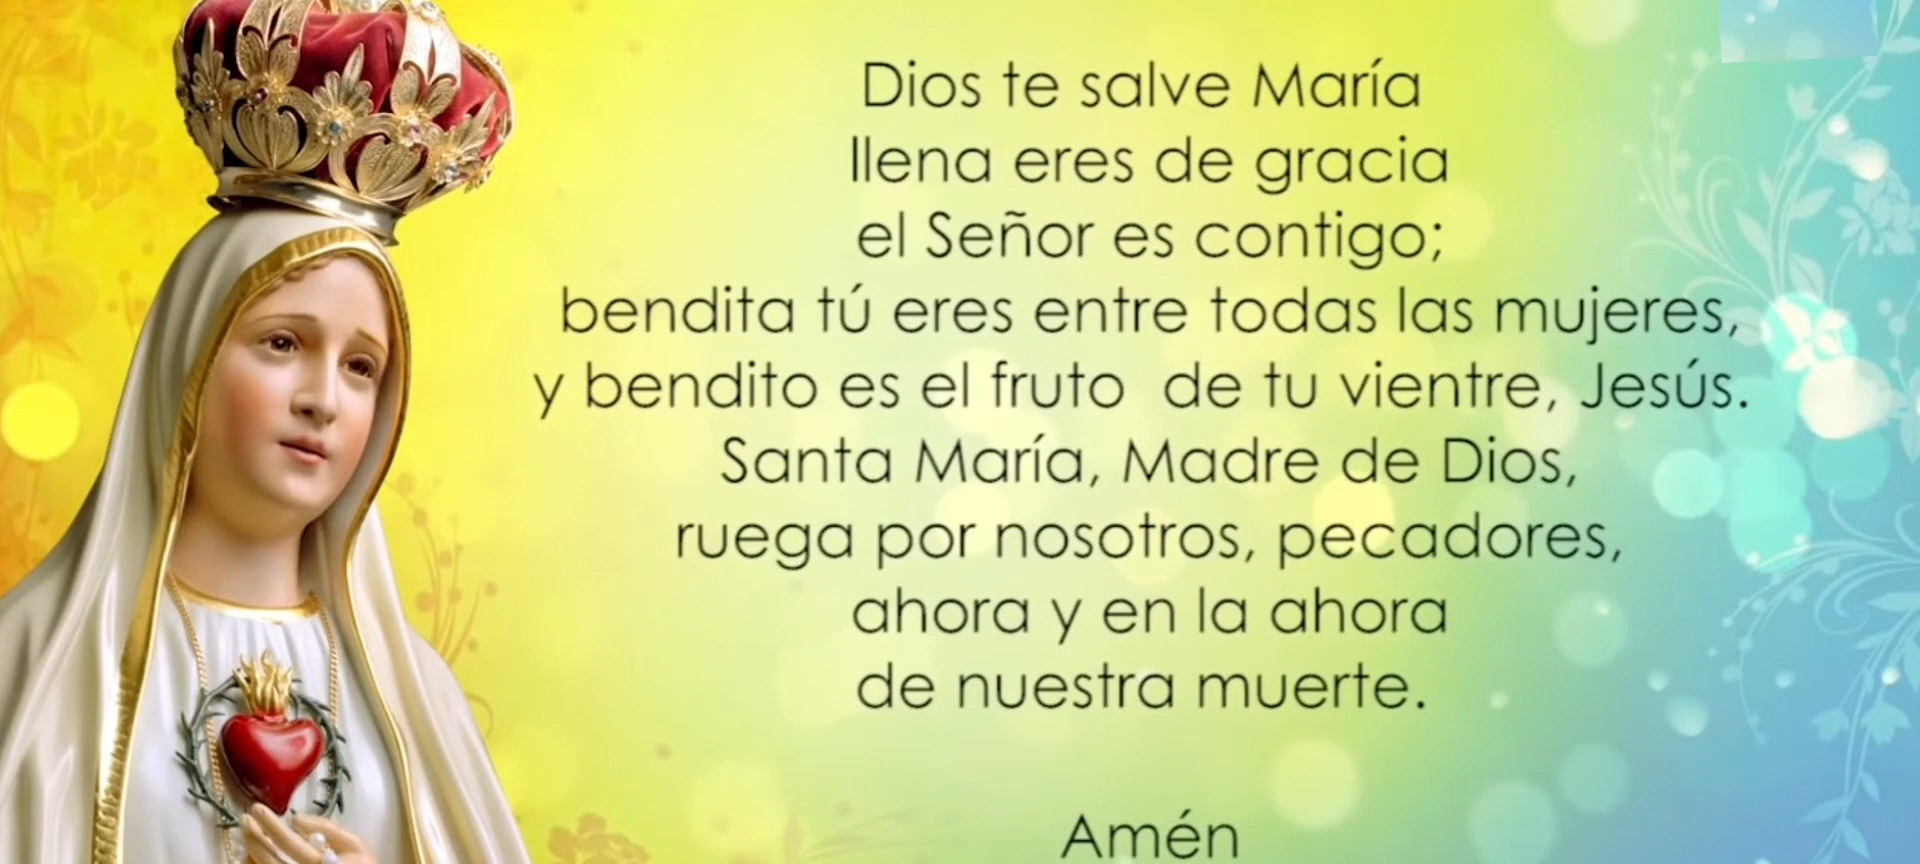 Dios te salve María
llena eres de gracia
el Señor es contigo;
bendita tú eres entre todas las mujeres,
y bendito es el fruto de tu vientre, Jesús.
Santa María, Madre de Dios,
ruega por nosotros, pecadores,
ahora y en la ahora
de nuestra muerte.
Amén